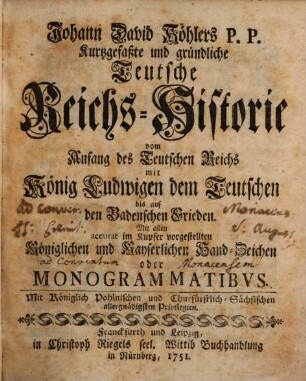 Johann David Köhlers P. P.
Kurtzgefaßte und gründliche
Teutsche
Reichs-Historie
vom
Anfang des Teutschen Reichs
mit
König Ludwigen dem Teutschen
bis auf
den Badenschen Frieden.
Mit allen
accurat im Kupfer vorgestellten
Königlichen und Kayserlichen Hand-Zeichen
oder
MONOGRAMMATIBVS.
Mit Königlich Pohlnischen und Churfürstlich-Sächsischen
allergnädigsten Privilegien.
Franckfurth und Leipzig,
in Christoph Riegels seel. Wittib Buchhandlung
in Nürnberg, 1751.